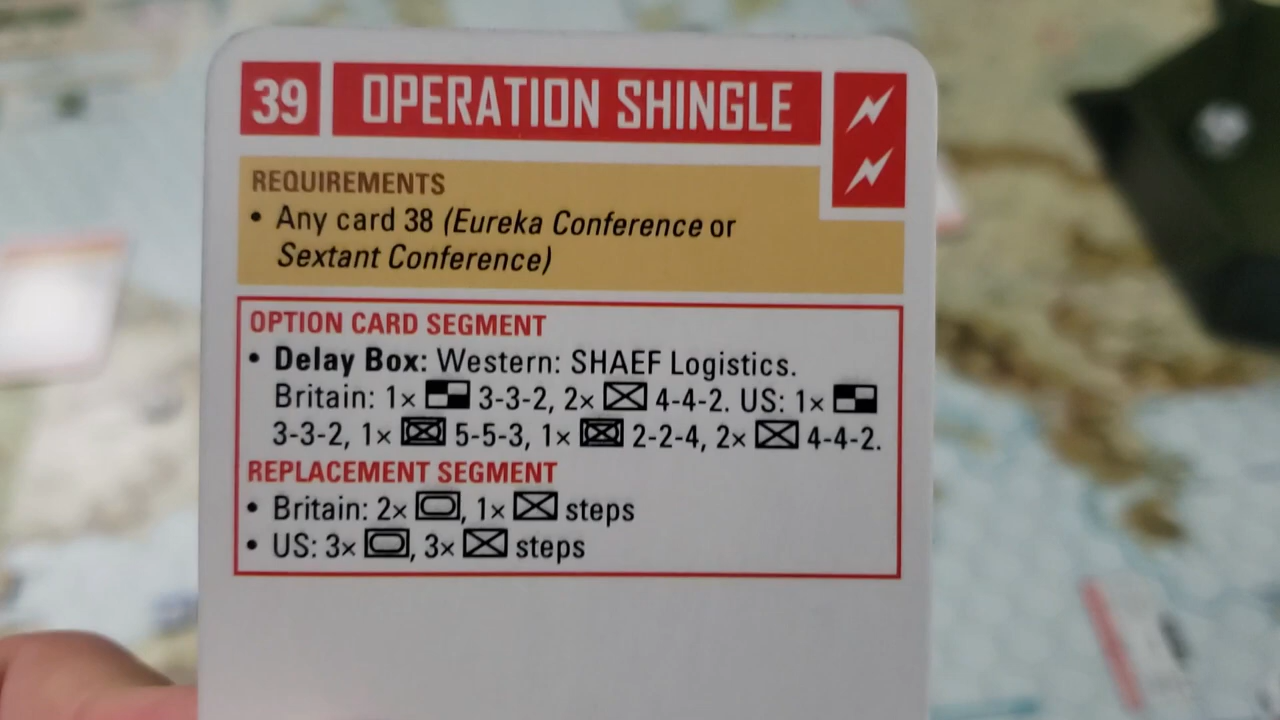 39 OPERATION SHINGLE
REQUIREMENTS
• Any card 38 (Eureka Conference or
Sextant Conference)
OPTION CARD SEGMENT
• Delay Box: Western: SHAEF Logistics.
Britain: 1× 3-3-2, 2× 4-4-2. US: 1×
3-3-2, 1× 5-5-3, 1× 2-2-4, 2× 4-4-2.
REPLACEMENT SEGMENT
• Britain: 2× , 1× steps
• US: 3× , 3× steps